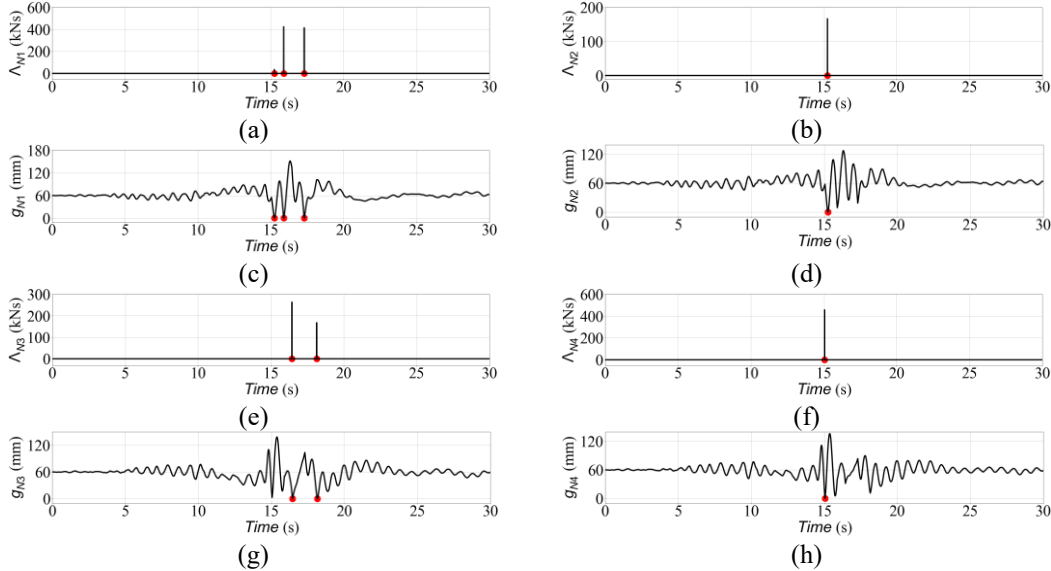 600
400
200
0
Λ_N1 (kNs)
0 5 10 15 20 25 30
Time (s)
(a)
200
100
0
Λ_N2 (kNs)
0 5 10 15 20 25 30
Time (s)
(b)
180
120
60
0
g_N1 (mm)
0 5 10 15 20 25 30
Time (s)
(c)
120
60
0
g_N2 (mm)
0 5 10 15 20 25 30
Time (s)
(d)
300
200
100
0
Λ_N3 (kNs)
0 5 10 15 20 25 30
Time (s)
(e)
600
400
200
0
Λ_N4 (kNs)
0 5 10 15 20 25 30
Time (s)
(f)
120
60
0
g_N3 (mm)
0 5 10 15 20 25 30
Time (s)
(g)
120
60
0
g_N4 (mm)
0 5 10 15 20 25 30
Time (s)
(h)